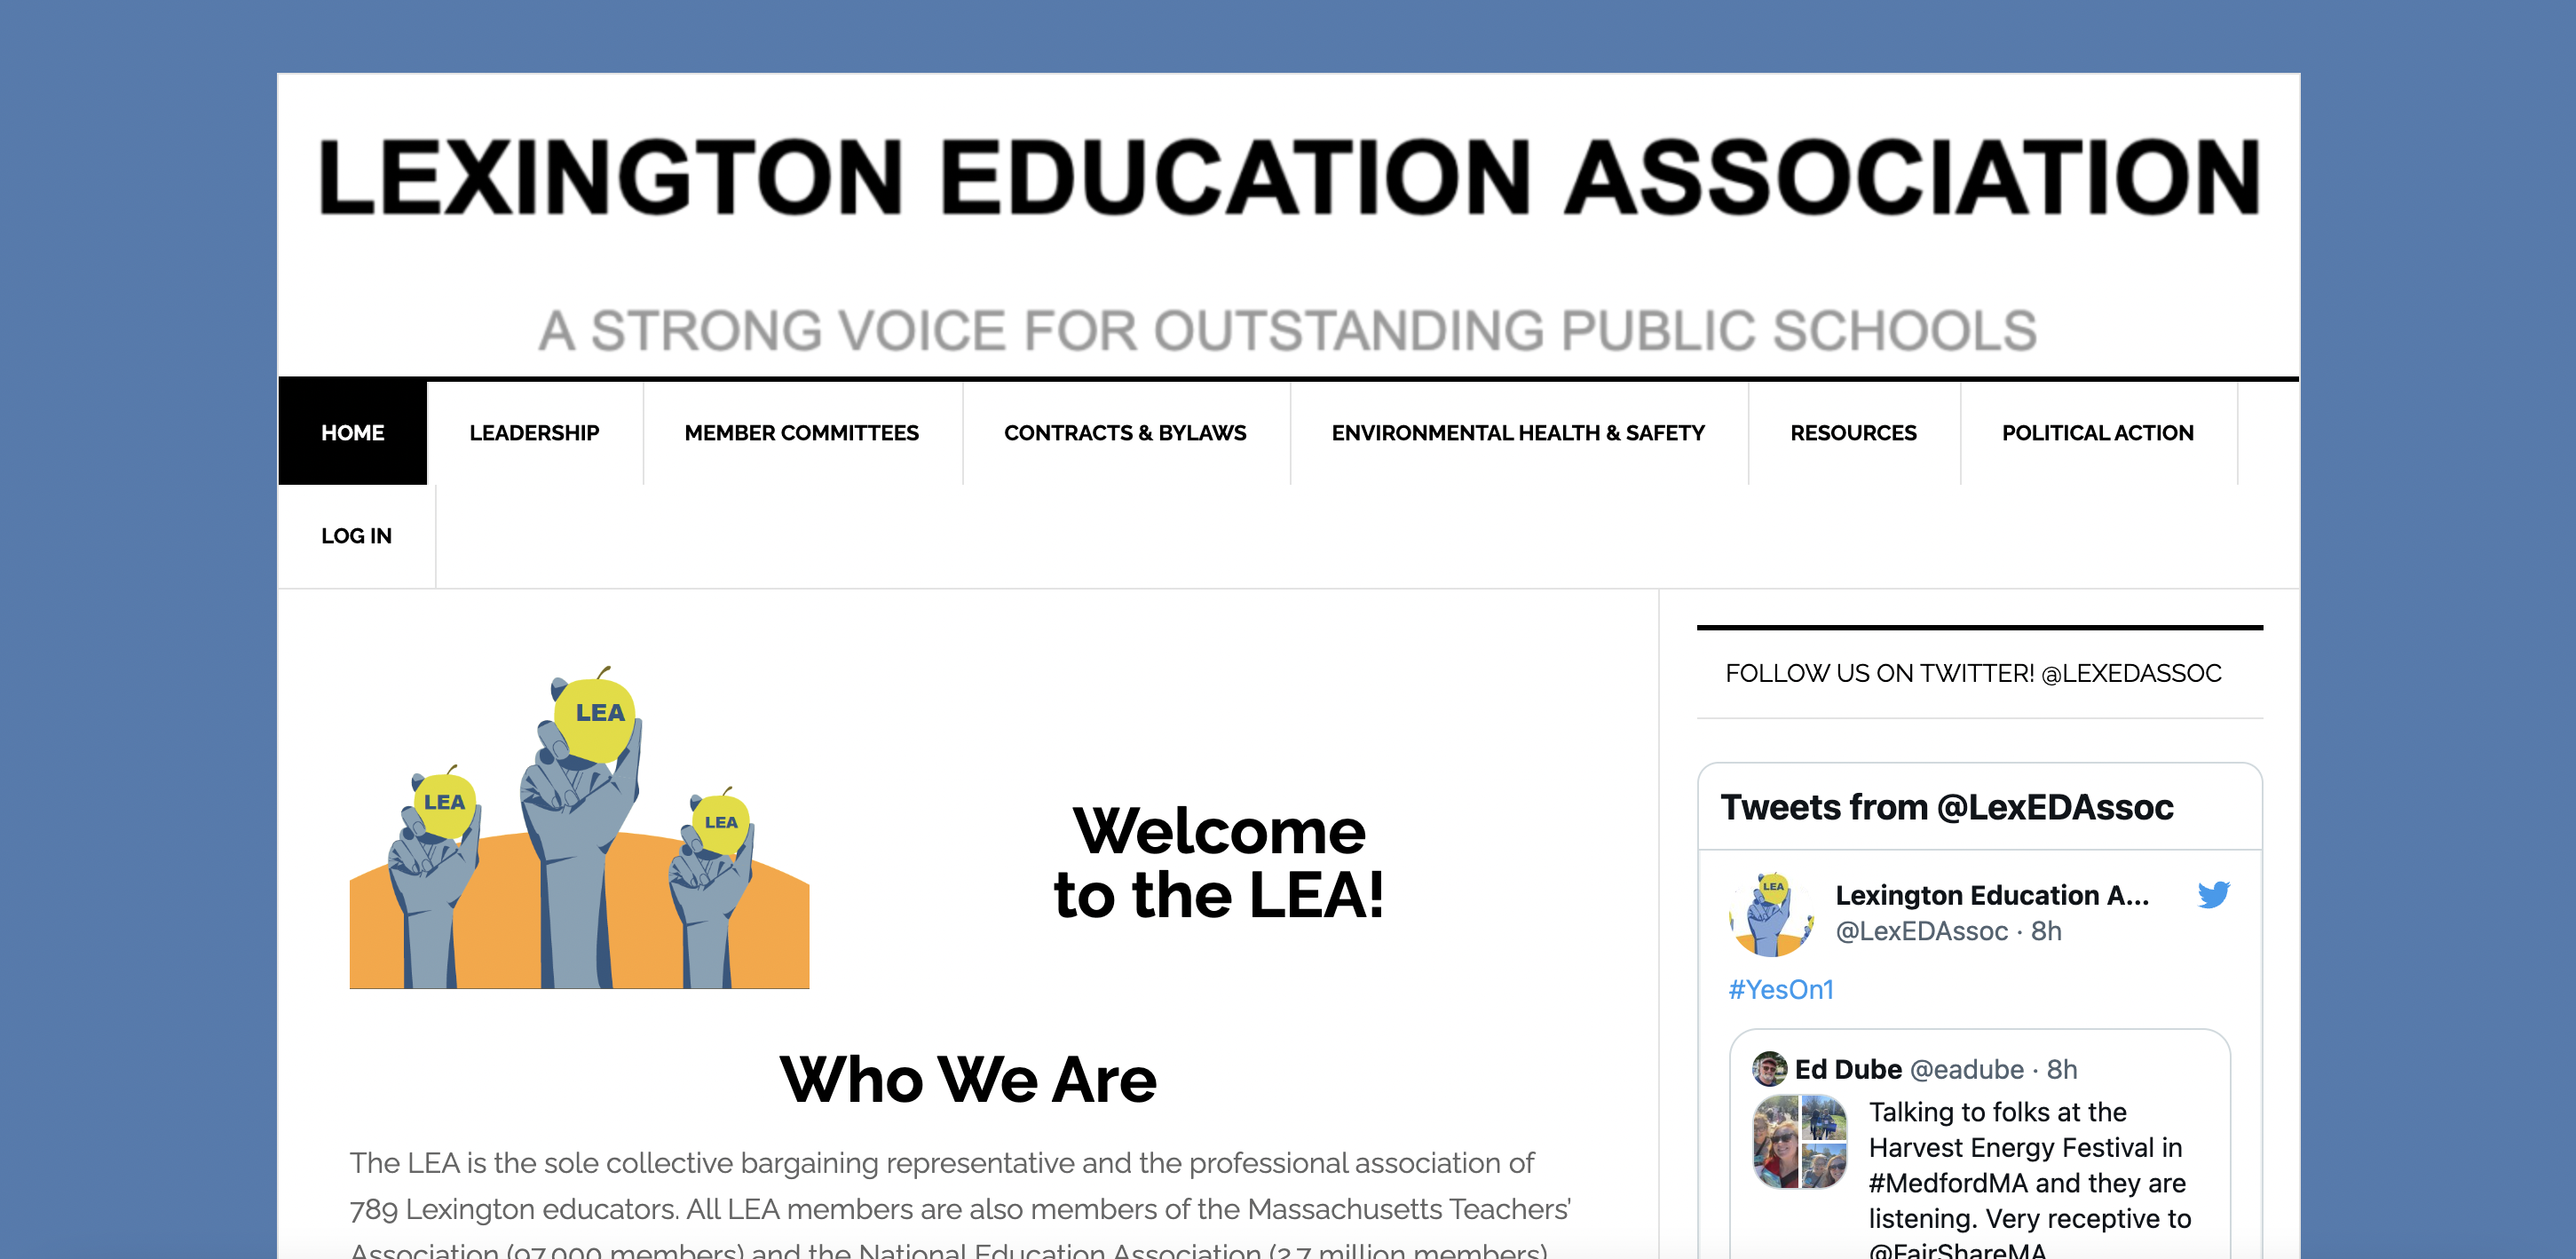 LEXINGTON EDUCATION ASSOCIATION
A STRONG VOICE FOR OUTSTANDING PUBLIC SCHOOLS
HOME
LEADERSHIP
MEMBER COMMITTEES
CONTRACTS & BYLAWS
ENVIRONMENTAL HEALTH & SAFETY
RESOURCES
POLITICAL ACTION
LOG IN
LEA
LEA
LEA
Welcome
to the LEA!
Who We Are
The LEA is the sole collective bargaining representative and the professional association of
789 Lexington educators. All LEA members are also members of the Massachusetts Teachers’
Association (97,000 members) and the National Education Association (2.7 million members)
FOLLOW US ON TWITTER! @LEXEDASSOC
Tweets from @LexEDAssoc
LEA
Lexington Education A...
@LexEDAssoc · 8h
#YesOn1
Ed Dube @eadube · 8h
Talking to folks at the
Harvest Energy Festival in
#MedfordMA and they are
listening. Very receptive to
@FairShareMA